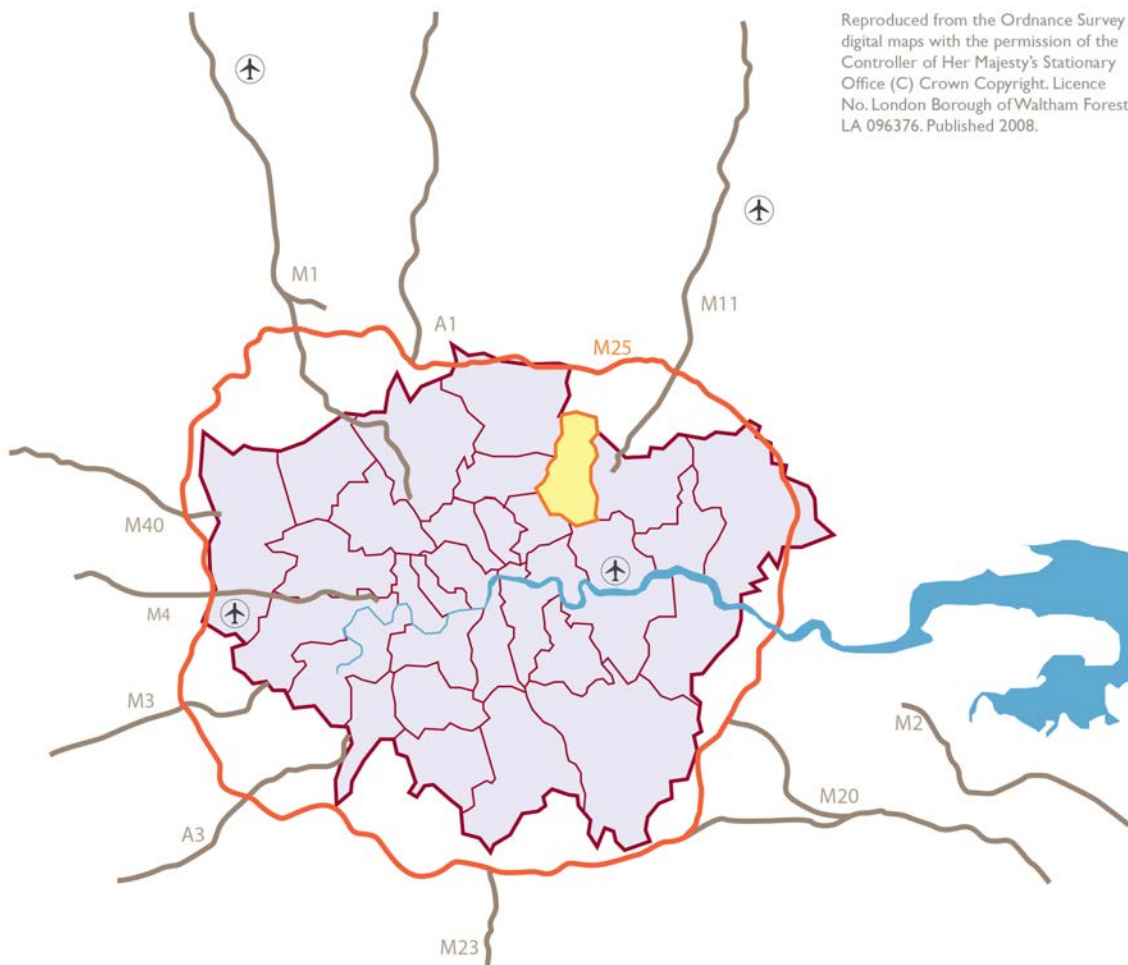 Reproduced from the Ordnance Survey
digital maps with the permission of the
Controller of Her Majesty's Stationary
Office (C) Crown Copyright. Licence
No. London Borough of Waltham Forest
LA 096376. Published 2008.
M1
M11
A1
M25
M40
M4
M3
M2
M20
A3
M23